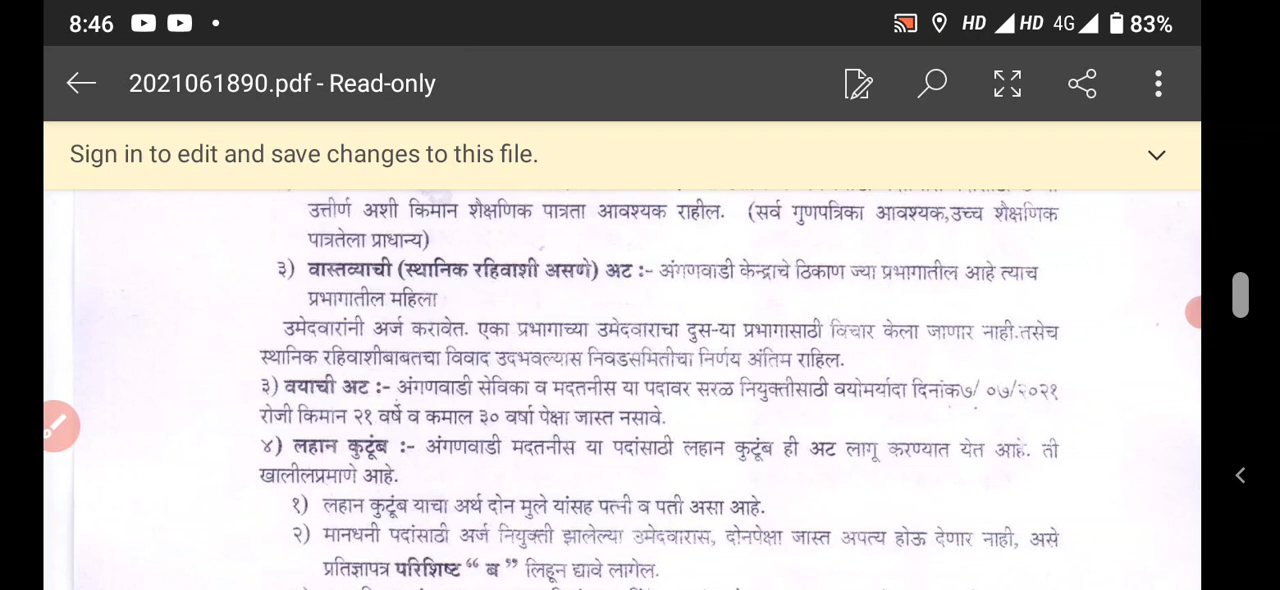 8:46 HD HD 4G 83%
2021061890.pdf - Read-only
Sign in to edit and save changes to this file.
उत्तीर्ण अशी किमान शैक्षणिक पात्रता आवश्यक राहील. (सर्व गुणपत्रिका आवश्यक,उच्च शैक्षणिक
पात्रतेला प्राधान्य)
३) वास्तव्याची (स्थानिक रहिवाशी असणे) अट :- अंगणवाडी केन्द्राचे ठिकाण ज्या प्रभागातील आहे त्याच
प्रभागातील महिला
उमेदवारांनी अर्ज करावेत. एका प्रभागाच्या उमेदवाराचा दुस-या प्रभागासाठी विचार केला जाणार नाही.तसेच
स्थानिक रहिवाशीबाबतचा विवाद उदभवल्यास निवडसमितीचा निर्णय अंतिम राहिल.
३) वयाची अट :- अंगणवाडी सेविका व मदतनीस या पदावर सरळ नियुक्तीसाठी वयोमर्यादा दिनांक७/ ०७/२०२१
रोजी किमान २१ वर्षे व कमाल ३० वर्षा पेक्षा जास्त नसावे.
४) लहान कुटूंब :- अंगणवाडी मदतनीस या पदांसाठी लहान कुटूंब ही अट लागू करण्यात येत आहे. ती
खालीलप्रमाणे आहे.
१) लहान कुटूंब याचा अर्थ दोन मुले यांसह पत्नी व पती असा आहे.
२) मानधनी पदांसाठी अर्ज नियुक्ती झालेल्या उमेदवारास, दोनपेक्षा जास्त अपत्य होऊ देणार नाही, असे
प्रतिज्ञापत्र परिशिष्ट “ ब ” लिहून द्यावे लागेल.